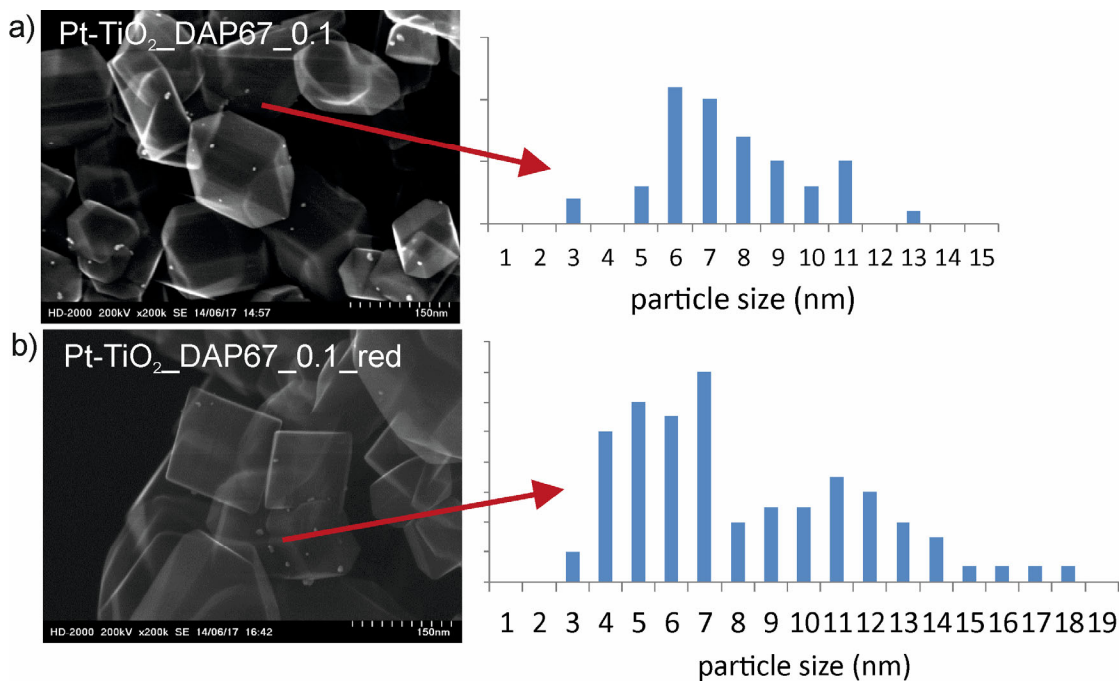 a)
Pt-TiO₂_DAP67_0.1
HD-2000 200kV x200k SE 14/06/17 14:57
150nm
1 2 3 4 5 6 7 8 9 10 11 12 13 14 15
particle size (nm)
b)
Pt-TiO₂_DAP67_0.1_red
HD-2000 200kV x200k SE 14/06/17 16:42
150nm
1 2 3 4 5 6 7 8 9 10 11 12 13 14 15 16 17 18 19
particle size (nm)